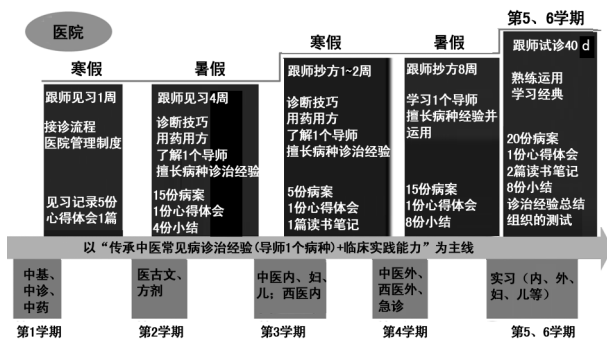 医院
寒假
跟师见习1周
接诊流程
医院管理制度
见习记录5份
心得体会1篇
暑假
跟师见习4周
诊断技巧
用药用方
了解1个导师
擅长病种诊治经验
15份病案
1份心得体会
4份小结
寒假
跟师抄方1~2周
诊断技巧
用药用方
了解1个导师
擅长病种诊治经验
5份病案
1份心得体会
1篇读书笔记
暑假
跟师抄方8周
学习1个导师
擅长病种经验并
运用
15份病案
1份心得体会
8份小结
第5、6学期
跟师试诊40 d
熟练运用
学习经典
20份病案
1份心得体会
2篇读书笔记
8份小结
诊治经验总结
组织的测试
以“传承中医常见病诊治经验(导师1个病种)+临床实践能力”为主线
中基、
中诊、
中药
第1学期
医古文、
方剂
第2学期
中医内、妇、
儿；西医内
第3学期
中医外、
西医外、
急诊
第4学期
实习（内、外、
妇、儿等）
第5、6学期